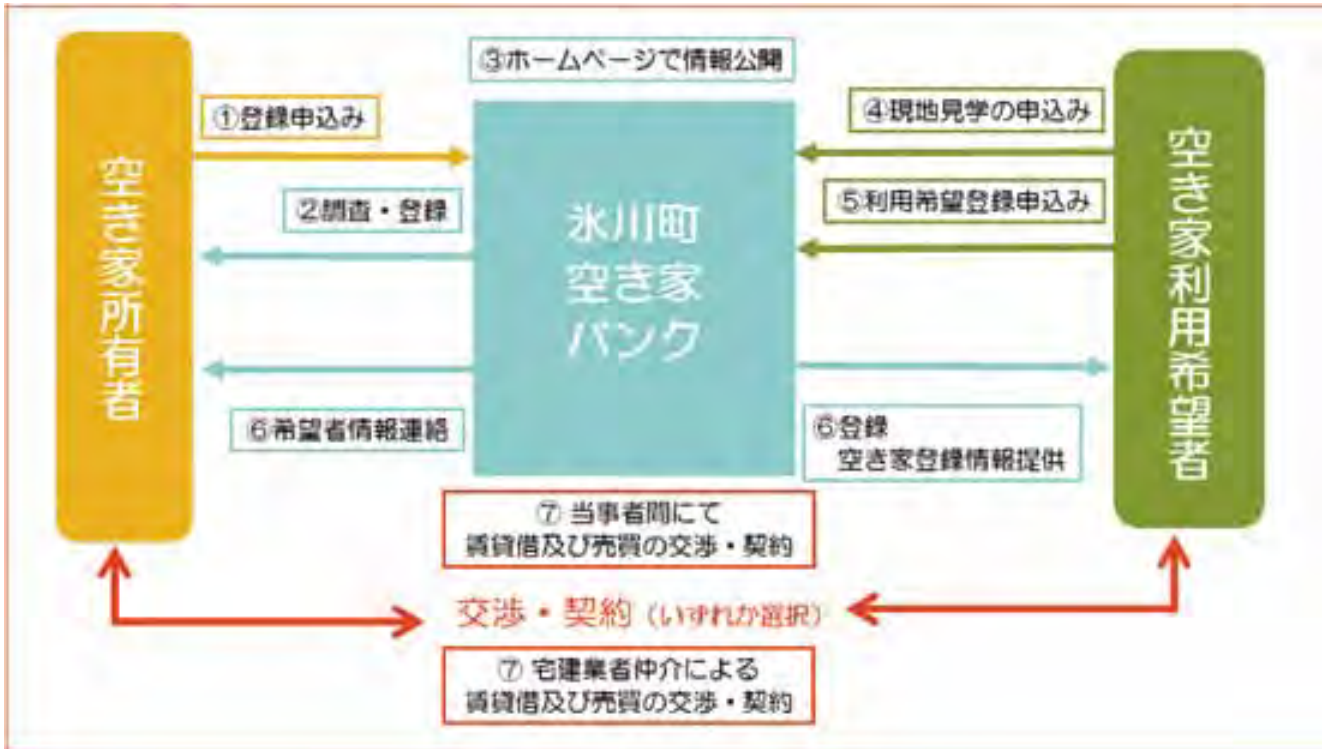 ③ホームページで情報公開
①登録申込み
④現地見学の申込み
②調査・登録
⑤利用希望登録申込み
空き家所有者
氷川町
空き家
バンク
空き家利用希望者
⑥希望者情報連絡
⑥登録
空き家登録情報提供
⑦ 当事者間にて
賃貸借及び売買の交渉・契約
交渉・契約（いずれか選択）
⑦ 宅建業者仲介による
賃貸借及び売買の交渉・契約